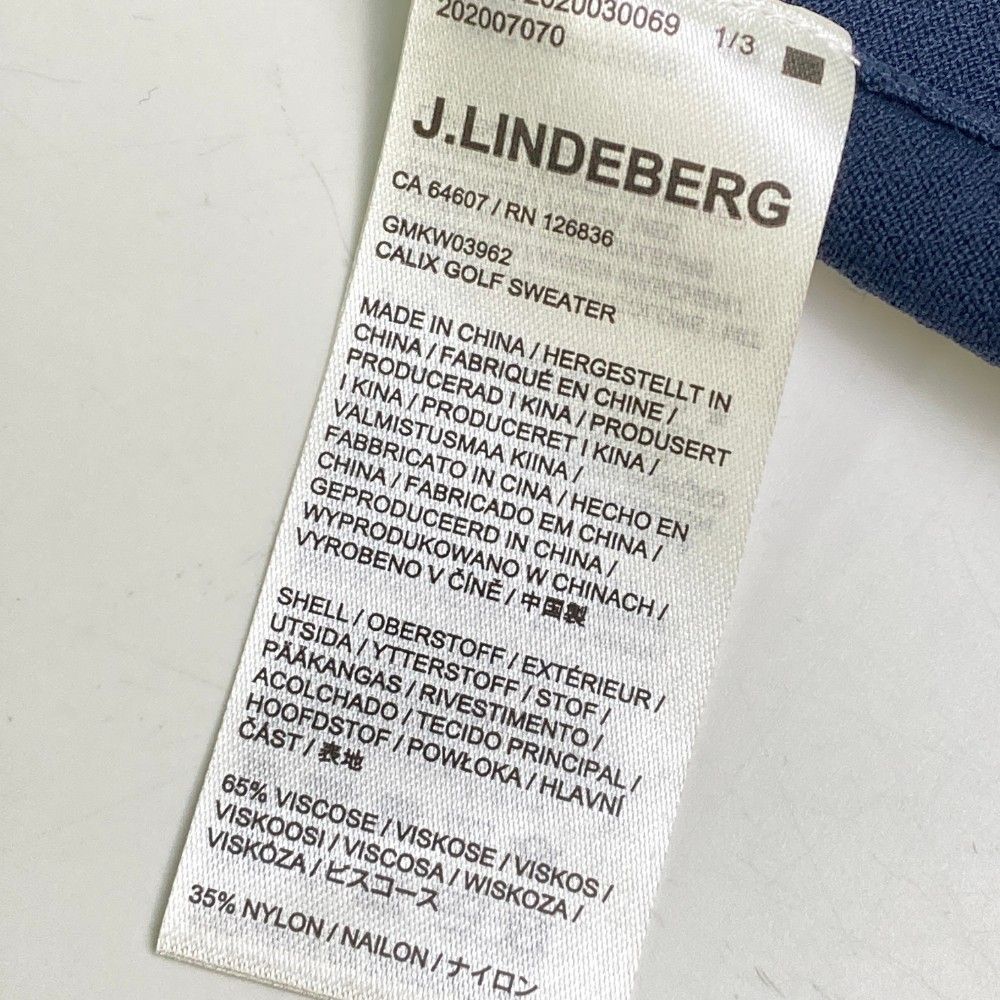 2020030069
202007070 1/3
J.LINDEBERG
CA 64607 / RN 126836
GMKW03962
CALIX GOLF SWEATER
MADE IN CHINA / HERGESTELLT IN
CHINA / FABRIQUÉ EN CHINE /
PRODUCERAD I KINA / PRODUSERT
I KINA / PRODUCERET I KINA /
VALMISTUSMAA KIINA /
FABBRICATO IN CINA / HECHO EN
CHINA / FABRICADO EM CHINA /
GEPRODUCEERD IN CHINA /
WYPRODUKOWANO W CHINACH /
VYROBENO V ČÍNĚ / 中国製
SHELL / OBERSTOFF / EXTÉRIEUR /
UTSIDA / YTTERSTOFF / STOF /
PÄÄKANGAS / RIVESTIMENTO /
ACOLCHADO / TECIDO PRINCIPAL /
HOOFDSTOF / POWŁOKA / HLAVNÍ
ČÁST / 表地
65% VISCOSE / VISKOSE / VISKOS /
VISKOOSI / VISCOSA / WISKOZA /
VISKÓZA / ビスコース
35% NYLON / NAILON / ナイロン